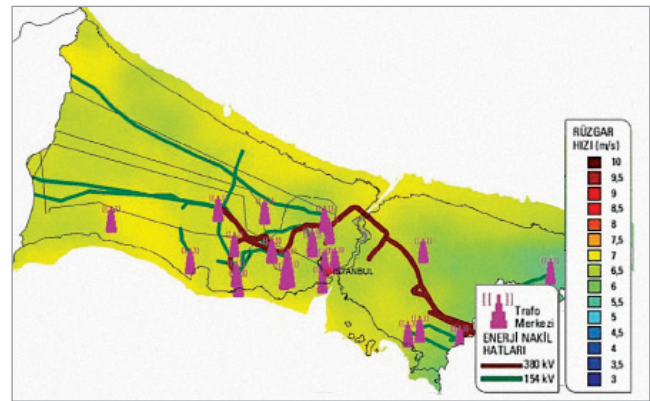 İSTANBUL
RÜZGAR
HIZI (m/s)
10
9,5
9
8,5
8
7,5
7
6,5
6
5,5
5
4,5
4
3,5
3
Trafo
Merkezi
ENERJİ NAKİL
HATLARI
380 kV
154 kV